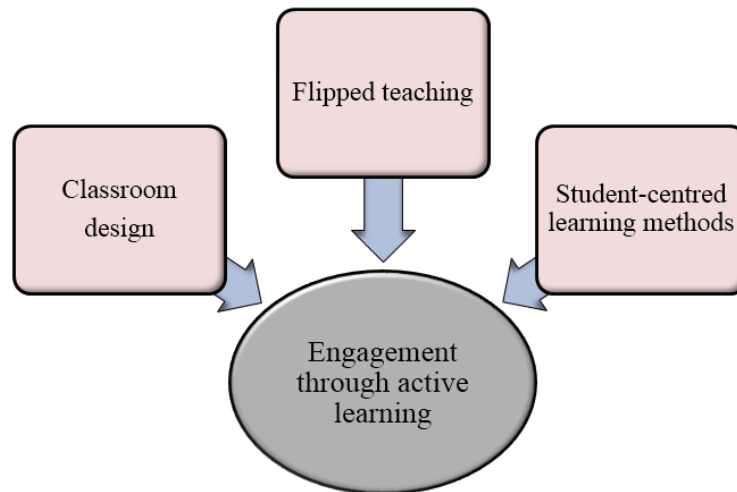 Flipped teaching
Classroom
design
Student-centred
learning methods
Engagement
through active
learning